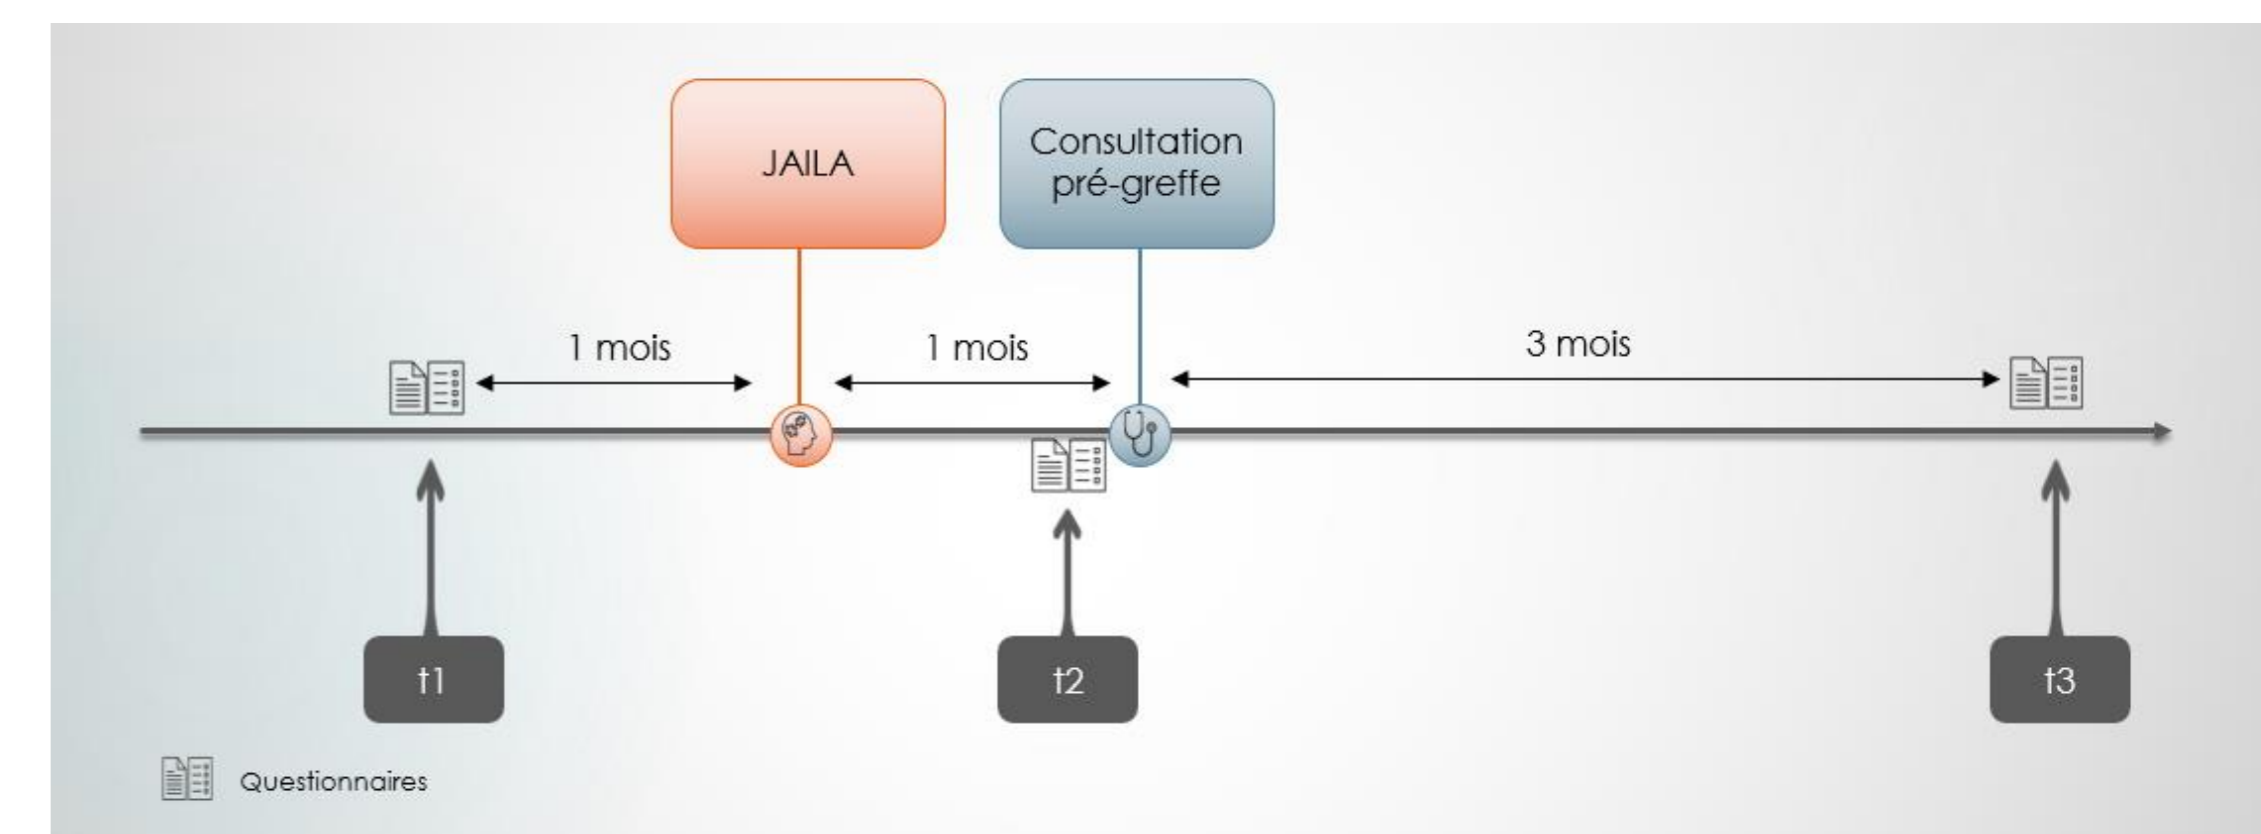 JAILA
Consultation
pré-greffe
1 mois
1 mois
3 mois
t1
t2
t3
Questionnaires